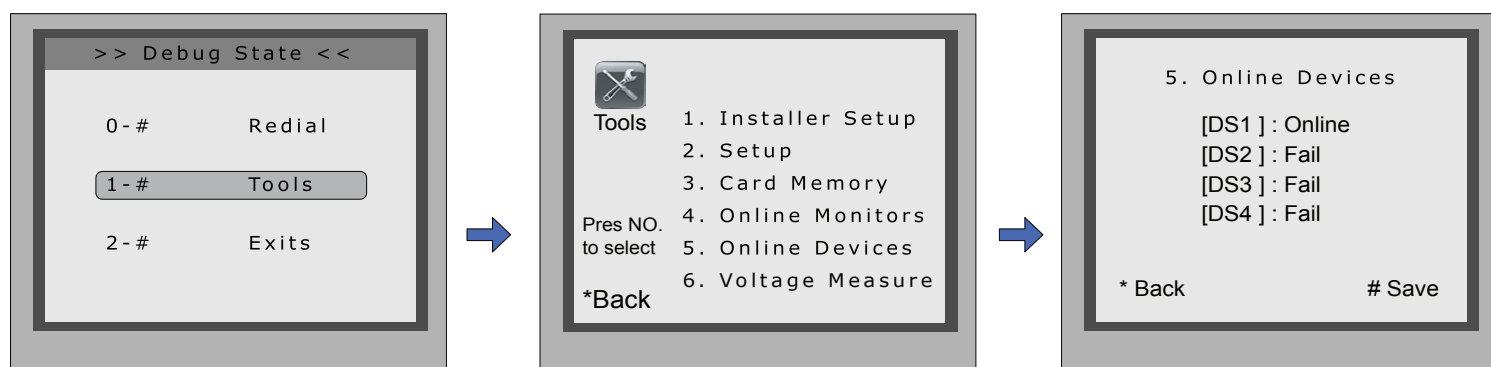 >> Debug State <<
0-# Redial
1-# Tools
2-# Exits
Tools
1. Installer Setup
2. Setup
3. Card Memory
4. Online Monitors
5. Online Devices
6. Voltage Measure
Pres NO.
to select
*Back
5. Online Devices
[DS1 ] : Online
[DS2 ] : Fail
[DS3 ] : Fail
[DS4 ] : Fail
* Back # Save